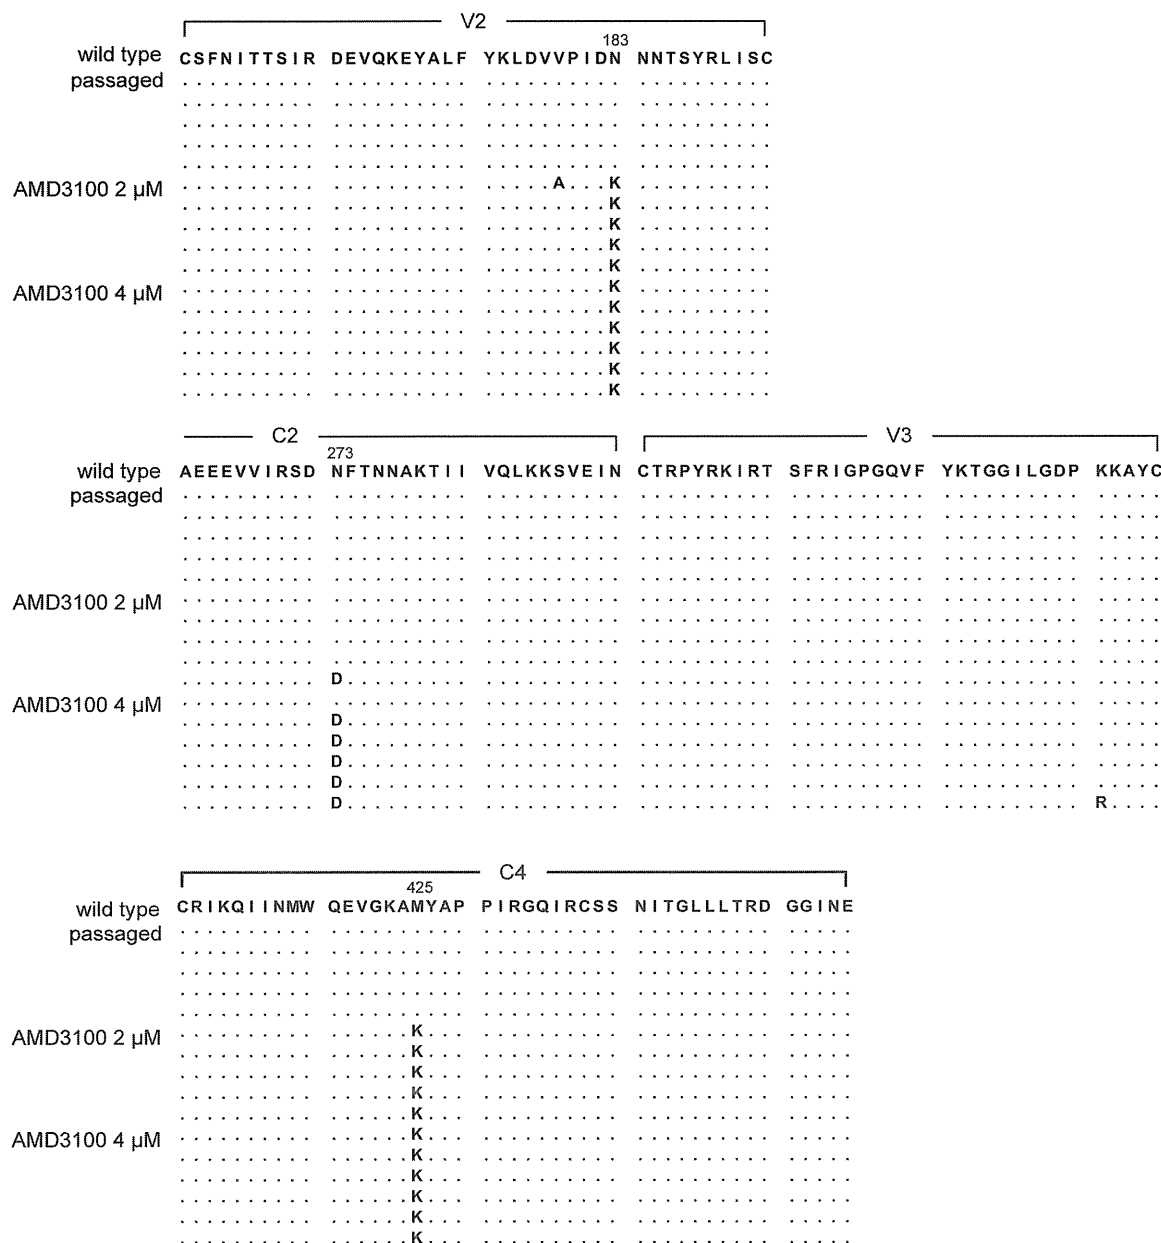 V2
183
wild type CSFNITTSIR DEVQKEYALF YKLDVVPIDN NNTSYRLISC
passaged .......... .......... .......... ..........
.......... .......... .......... ..........
.......... .......... .......... ..........
.......... .......... .......... ..........
.......... .......... .......... ..........
AMD3100 2 µM .......... .......... .....A...K ..........
.......... .......... .........K ..........
.......... .......... .........K ..........
.......... .......... .........K ..........
.......... .......... .........K ..........
AMD3100 4 µM .......... .......... .........K ..........
.......... .......... .........K ..........
.......... .......... .........K ..........
.......... .......... .........K ..........
.......... .......... .........K ..........
.......... .......... .........K ..........
C2 V3
273
wild type AEEEVVIRSD NFTNNAKTII VQLKKSVEIN CTRPYRKIRT SFRIGPGQVF YKTGGILGDP KKAYC
passaged .......... .......... .......... .......... .......... .......... .....
.......... .......... .......... .......... .......... .......... .....
.......... .......... .......... .......... .......... .......... .....
.......... .......... .......... .......... .......... .......... .....
.......... .......... .......... .......... .......... .......... .....
AMD3100 2 µM .......... .......... .......... .......... .......... .......... .....
.......... .......... .......... .......... .......... .......... .....
.......... .......... .......... .......... .......... .......... .....
.......... .......... .......... .......... .......... .......... .....
.......... D......... .......... .......... .......... .......... .....
AMD3100 4 µM .......... .......... .......... .......... .......... .......... .....
.......... D......... .......... .......... .......... .......... .....
.......... D......... .......... .......... .......... .......... .....
.......... D......... .......... .......... .......... .......... .....
.......... D......... .......... .......... .......... .......... .....
.......... D......... .......... .......... .......... .......... R....
C4
425
wild type CRIKQIINMW QEVGKAMYAP PIRGQIRCSS NITGLLLTRD GGINE
passaged .......... .......... .......... .......... .....
.......... .......... .......... .......... .....
.......... .......... .......... .......... .....
.......... .......... .......... .......... .....
.......... .......... .......... .......... .....
AMD3100 2 µM .......... ......K... .......... .......... .....
.......... ......K... .......... .......... .....
.......... ......K... .......... .......... .....
.......... ......K... .......... .......... .....
.......... ......K... .......... .......... .....
AMD3100 4 µM .......... ......K... .......... .......... .....
.......... ......K... .......... .......... .....
.......... ......K... .......... .......... .....
.......... ......K... .......... .......... .....
.......... ......K... .......... .......... .....
.......... ......K... .......... .......... .....